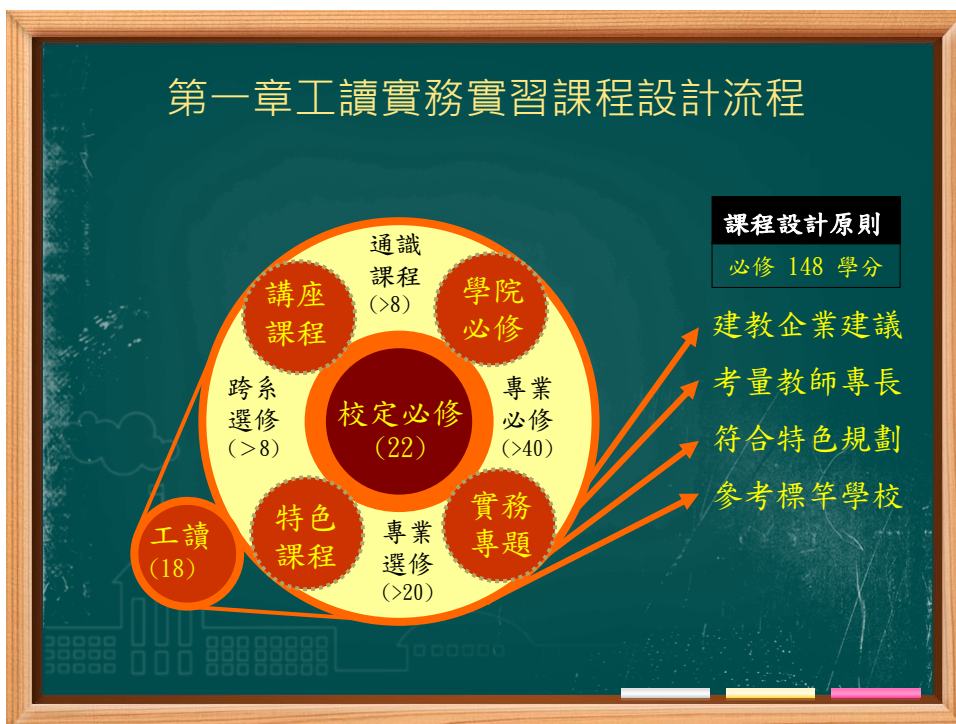 第一章工讀實務實習課程設計流程
課程設計原則
必修 148 學分
建教企業建議
考量教師專長
符合特色規劃
參考標竿學校
通識
課程
(>8)
講座
課程
學院
必修
跨系
選修
(＞8)
校定必修
(22)
專業
必修
(>40)
特色
課程
專業
選修
(>20)
實務
專題
工讀
(18)